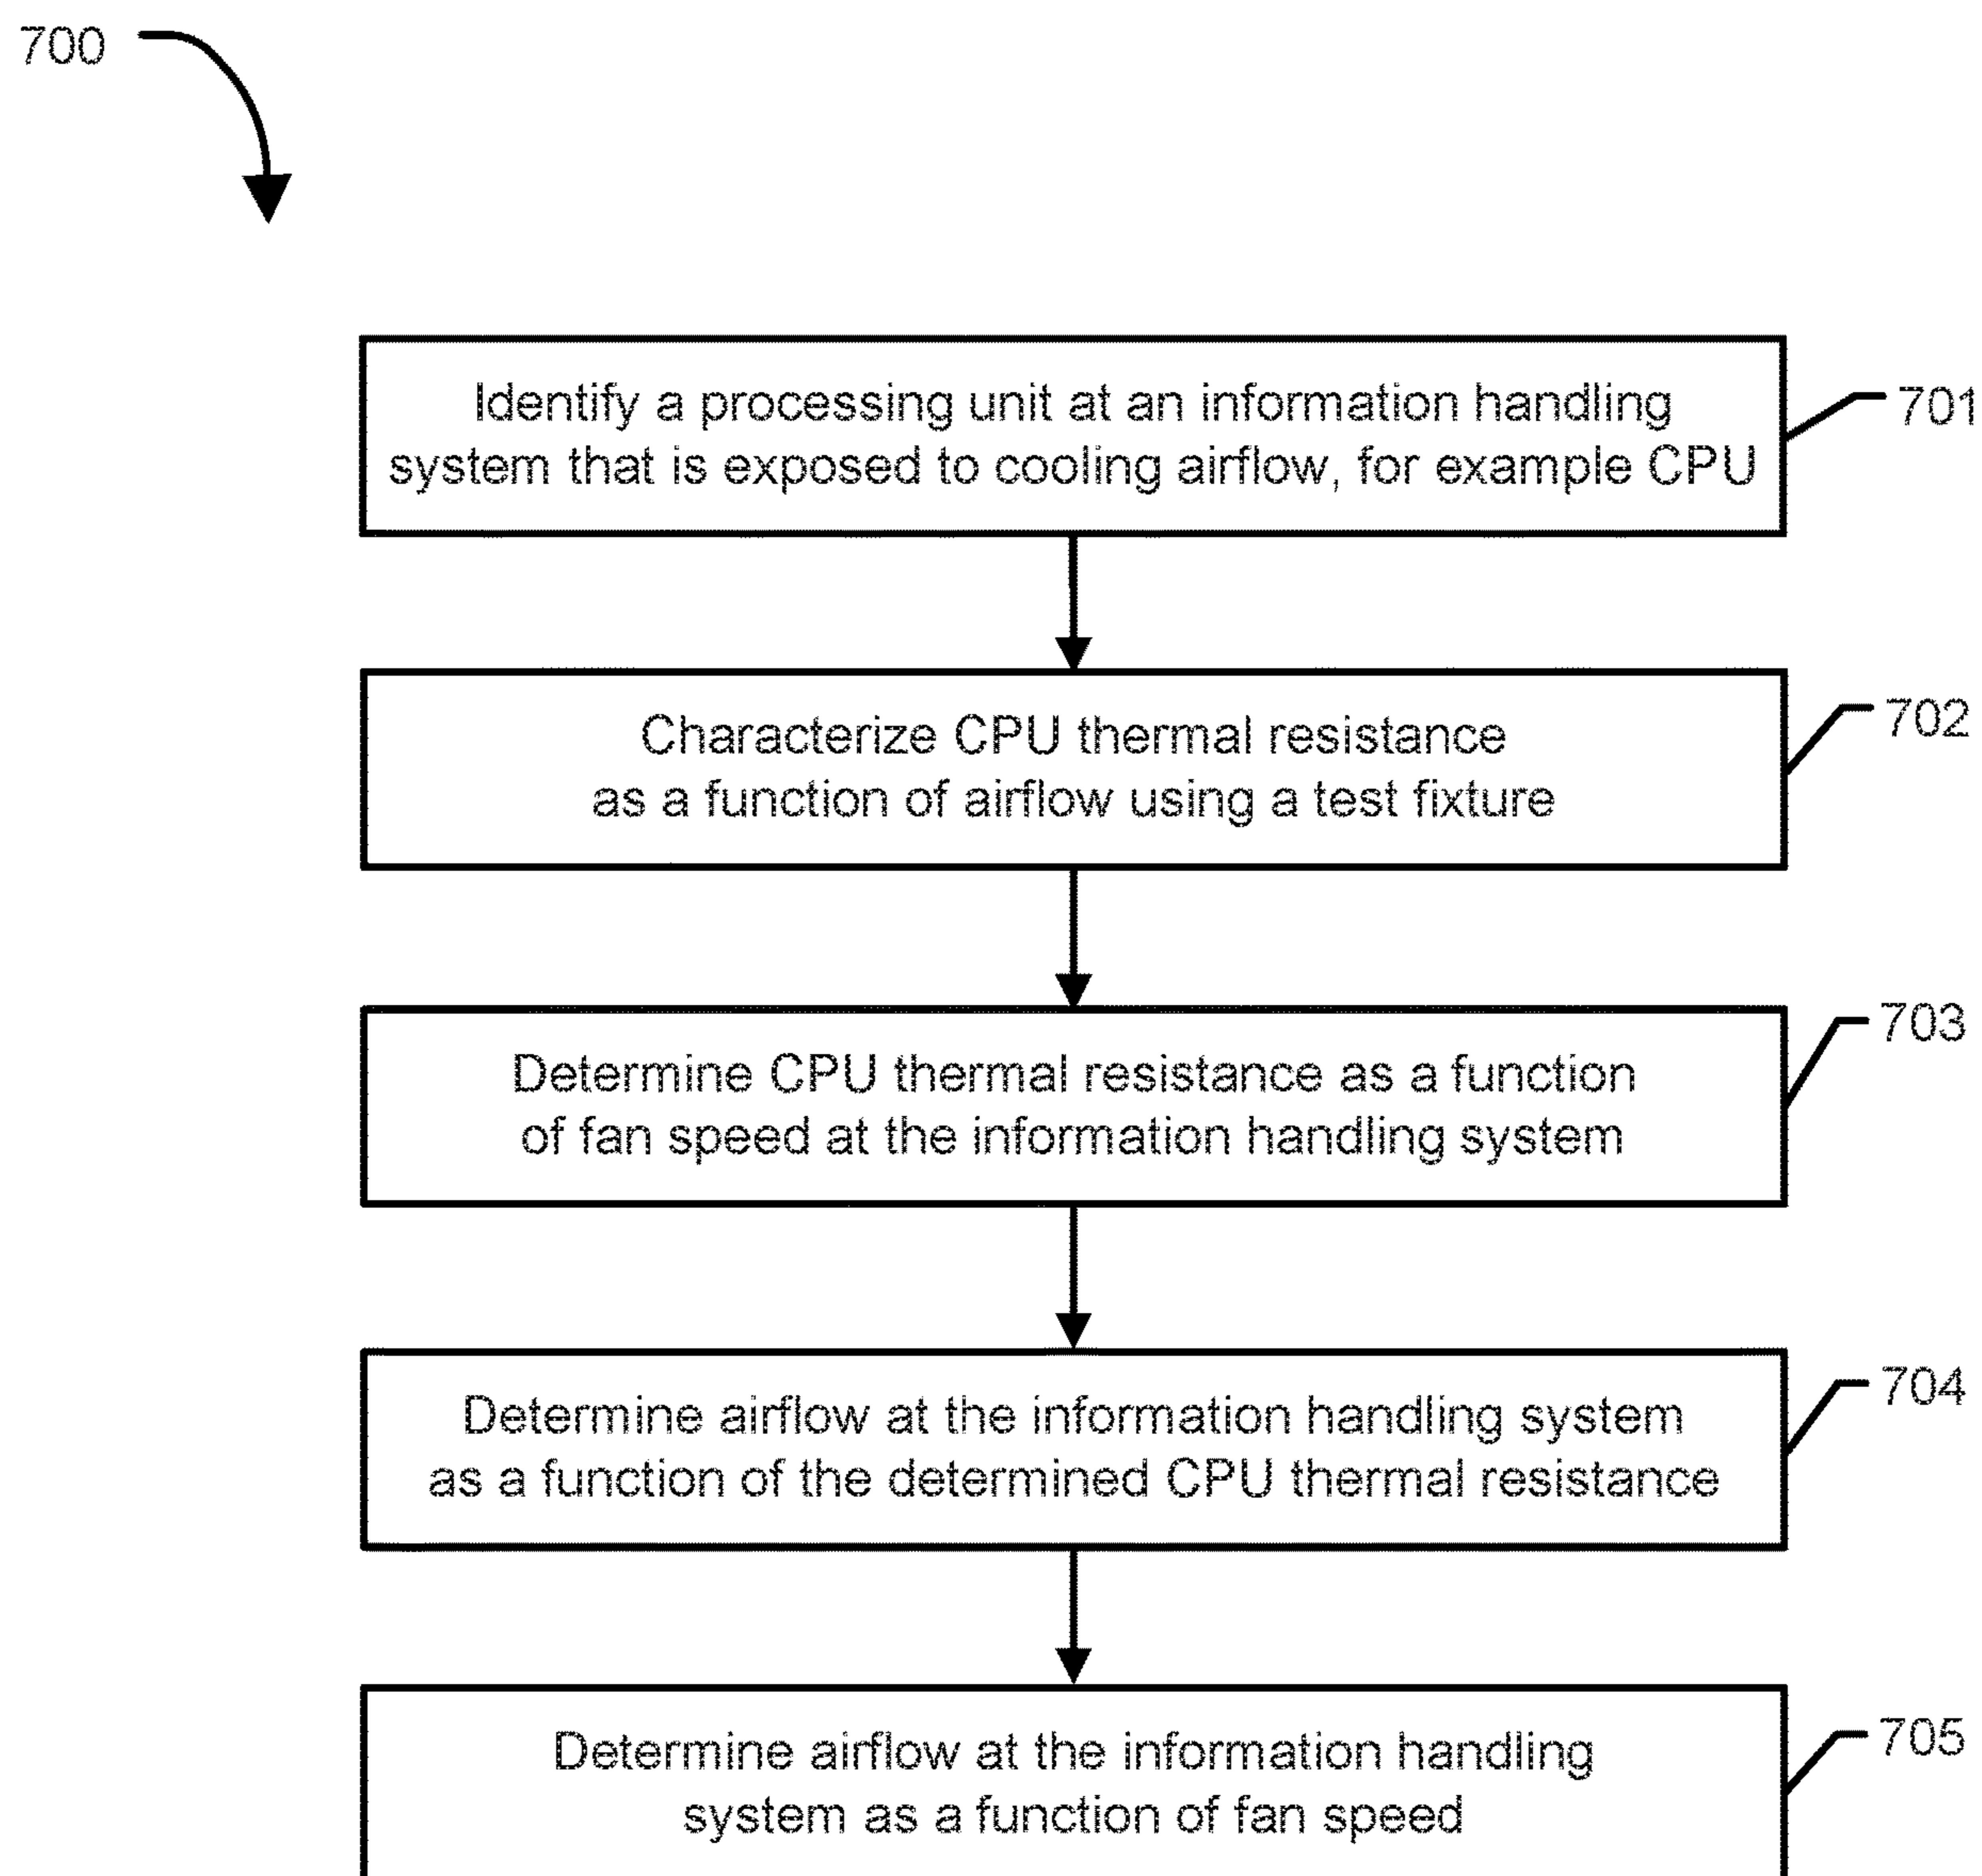 700
Identify a processing unit at an information handling
system that is exposed to cooling airflow, for example CPU
701
Characterize CPU thermal resistance
as a function of airflow using a test fixture
702
Determine CPU thermal resistance as a function
of fan speed at the information handling system
703
Determine airflow at the information handling system
as a function of the determined CPU thermal resistance
704
Determine airflow at the information handling
system as a function of fan speed
705